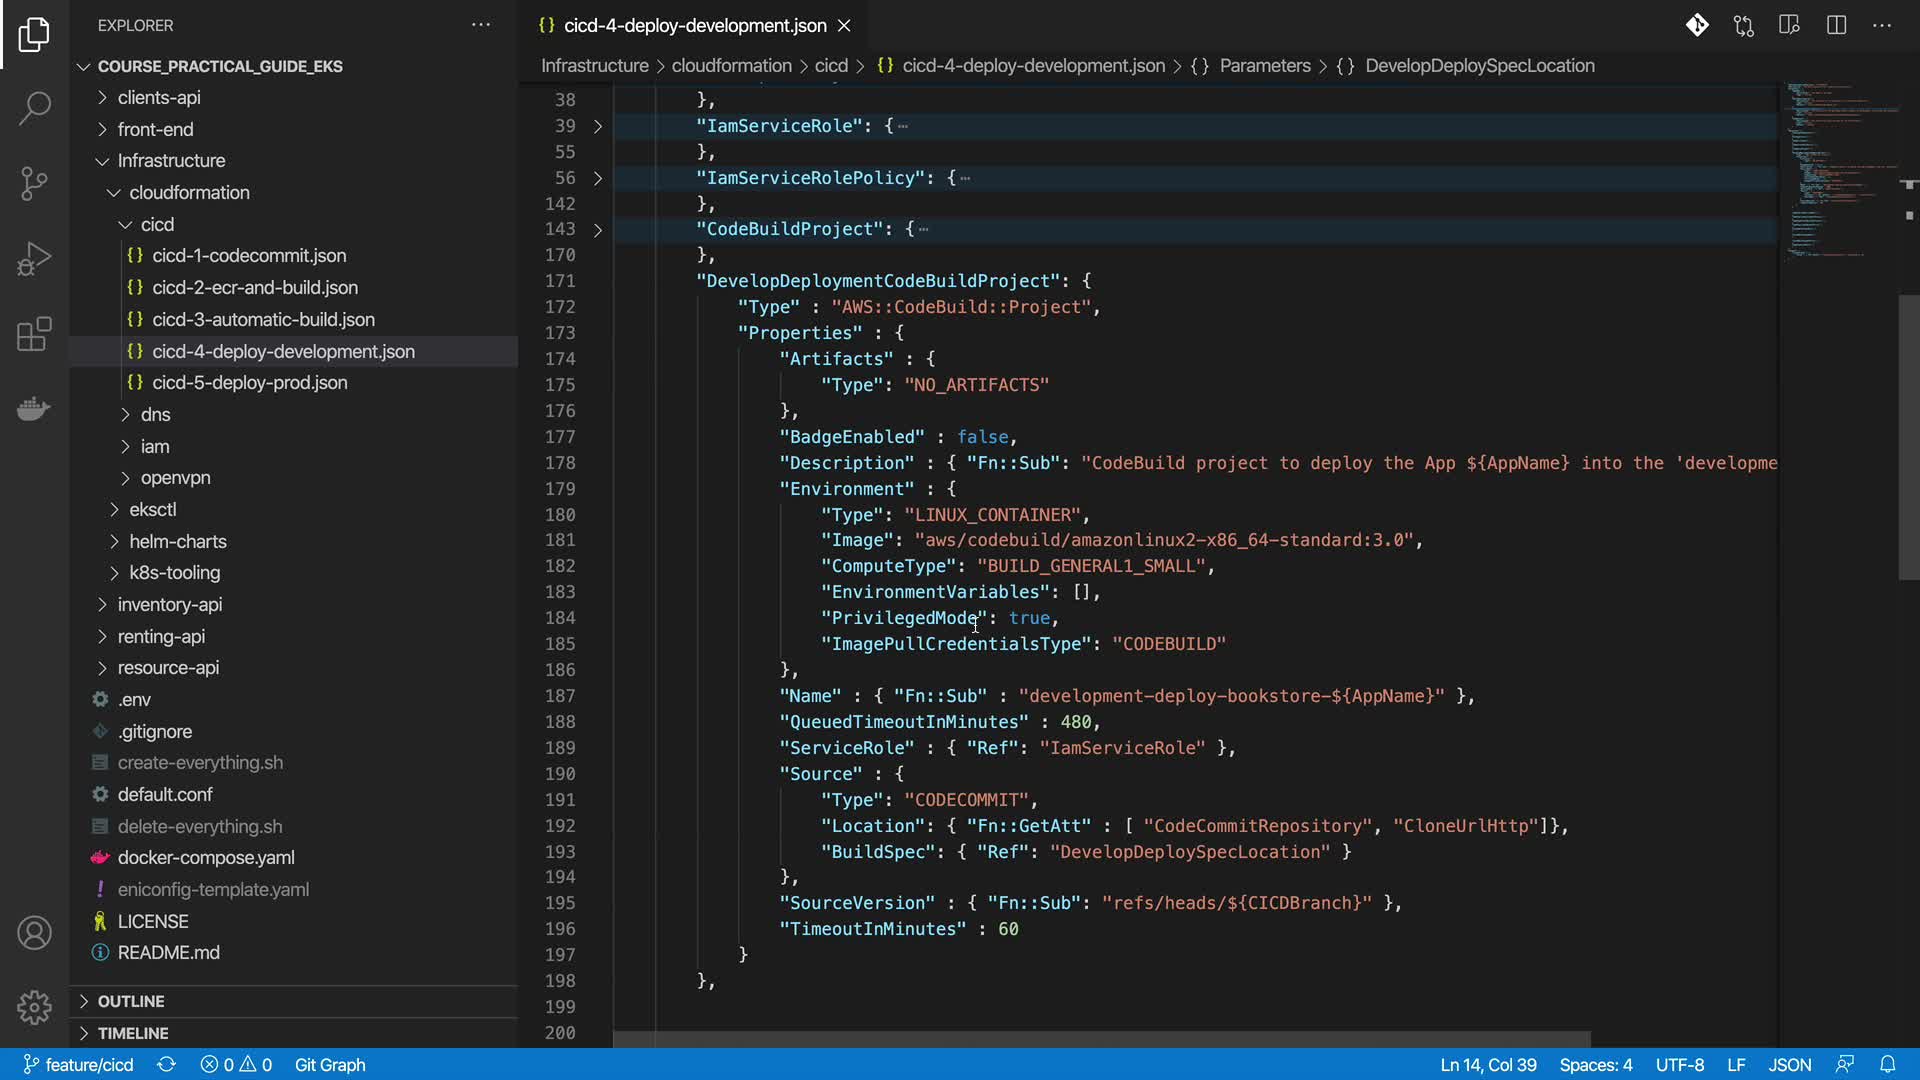 EXPLORER
COURSE_PRACTICAL_GUIDE_EKS
clients-api
front-end
Infrastructure
cloudformation
cicd
{} cicd-1-codecommit.json
{} cicd-2-ecr-and-build.json
{} cicd-3-automatic-build.json
{} cicd-4-deploy-development.json
{} cicd-5-deploy-prod.json
dns
iam
openvpn
eksctl
helm-charts
k8s-tooling
inventory-api
renting-api
resource-api
.env
.gitignore
create-everything.sh
default.conf
delete-everything.sh
docker-compose.yaml
! eniconfig-template.yaml
LICENSE
README.md
OUTLINE
TIMELINE
{} cicd-4-deploy-development.json
Infrastructure > cloudformation > cicd > {} cicd-4-deploy-development.json > {} Parameters > {} DevelopDeploySpecLocation
38 },
39 "IamServiceRole": {…
55 },
56 "IamServiceRolePolicy": {…
142 },
143 "CodeBuildProject": {…
170 },
171 "DevelopDeploymentCodeBuildProject": {
172 "Type" : "AWS::CodeBuild::Project",
173 "Properties" : {
174 "Artifacts" : {
175 "Type": "NO_ARTIFACTS"
176 },
177 "BadgeEnabled" : false,
178 "Description" : { "Fn::Sub": "CodeBuild project to deploy the App ${AppName} into the 'developme
179 "Environment" : {
180 "Type": "LINUX_CONTAINER",
181 "Image": "aws/codebuild/amazonlinux2-x86_64-standard:3.0",
182 "ComputeType": "BUILD_GENERAL1_SMALL",
183 "EnvironmentVariables": [],
184 "PrivilegedMode": true,
185 "ImagePullCredentialsType": "CODEBUILD"
186 },
187 "Name" : { "Fn::Sub" : "development-deploy-bookstore-${AppName}" },
188 "QueuedTimeoutInMinutes" : 480,
189 "ServiceRole" : { "Ref": "IamServiceRole" },
190 "Source" : {
191 "Type": "CODECOMMIT",
192 "Location": { "Fn::GetAtt" : [ "CodeCommitRepository", "CloneUrlHttp"]},
193 "BuildSpec": { "Ref": "DevelopDeploySpecLocation" }
194 },
195 "SourceVersion" : { "Fn::Sub": "refs/heads/${CICDBranch}" },
196 "TimeoutInMinutes" : 60
197 }
198 },
199
200
feature/cicd 0 0 Git Graph Ln 14, Col 39 Spaces: 4 UTF-8 LF JSON